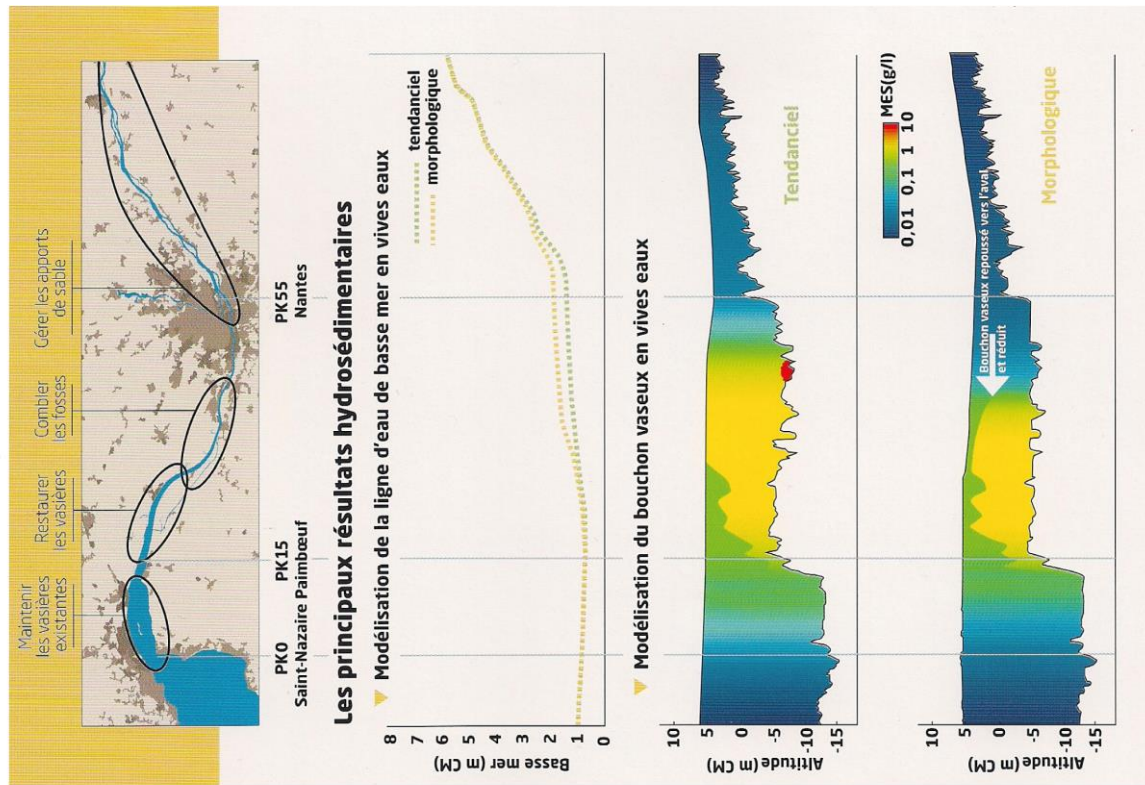 Maintenir
les vasières
existantes
Restaurer
les vasières
Combler
les fosses
Gérer les apports
de sable
PK0
Saint-Nazaire
PK15
Paimbœuf
PK55
Nantes
Les principaux résultats hydrosédimentaires
Modélisation de la ligne d'eau de basse mer en vives eaux
Basse mer (m CM)
8
7
6
5
4
3
2
1
0
tendanciel
morphologique
Modélisation du bouchon vaseux en vives eaux
Altitude (m CM)
10
5
0
-5
-10
-15
Tendanciel
MES(g/l)
0,01 0,1 1 10
Altitude (m CM)
10
5
0
-5
-10
-15
Bouchon vaseux repoussé vers l'aval
et réduit
Morphologique